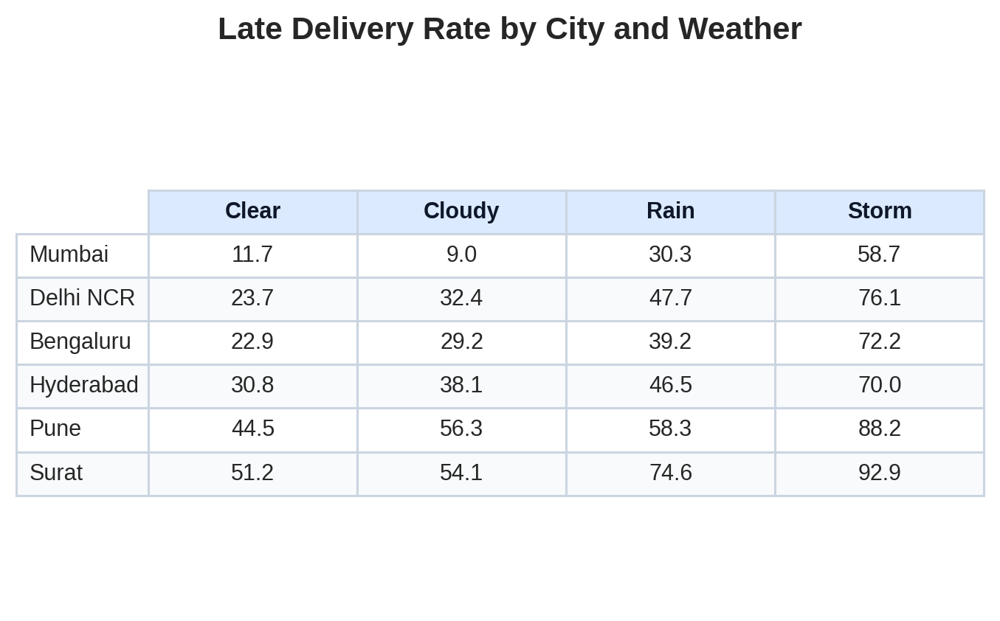 Late Delivery Rate by City and Weather
Clear Cloudy Rain Storm
Mumbai 11.7 9.0 30.3 58.7
Delhi NCR 23.7 32.4 47.7 76.1
Bengaluru 22.9 29.2 39.2 72.2
Hyderabad 30.8 38.1 46.5 70.0
Pune 44.5 56.3 58.3 88.2
Surat 51.2 54.1 74.6 92.9